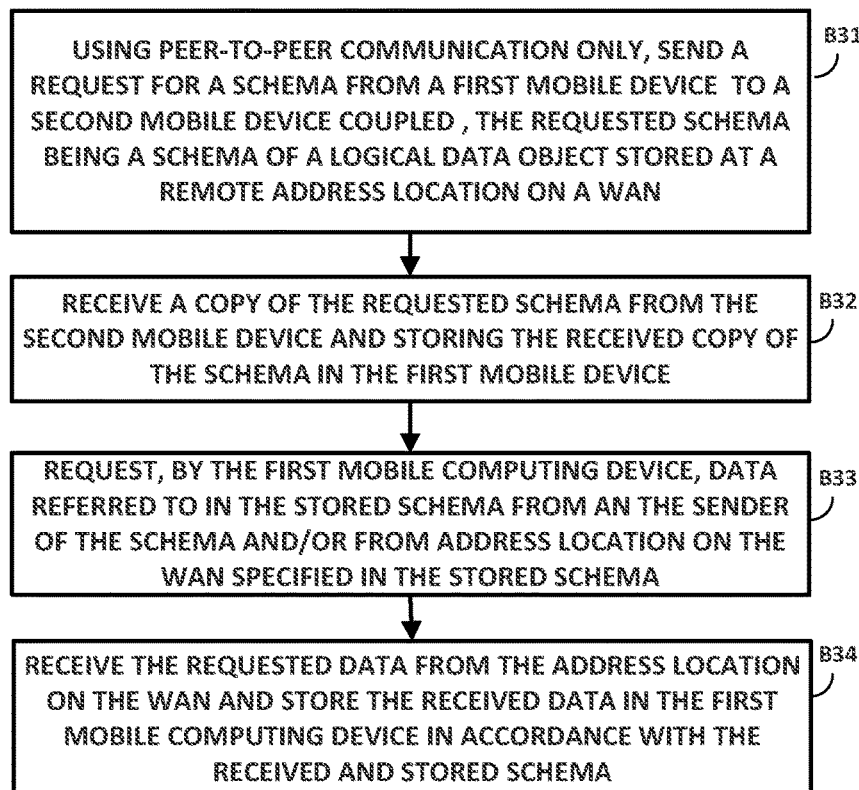 USING PEER-TO-PEER COMMUNICATION ONLY, SEND A
REQUEST FOR A SCHEMA FROM A FIRST MOBILE DEVICE TO A
SECOND MOBILE DEVICE COUPLED , THE REQUESTED SCHEMA
BEING A SCHEMA OF A LOGICAL DATA OBJECT STORED AT A
REMOTE ADDRESS LOCATION ON A WAN
B31
RECEIVE A COPY OF THE REQUESTED SCHEMA FROM THE
SECOND MOBILE DEVICE AND STORING THE RECEIVED COPY OF
THE SCHEMA IN THE FIRST MOBILE DEVICE
B32
REQUEST, BY THE FIRST MOBILE COMPUTING DEVICE, DATA
REFERRED TO IN THE STORED SCHEMA FROM AN THE SENDER
OF THE SCHEMA AND/OR FROM ADDRESS LOCATION ON THE
WAN SPECIFIED IN THE STORED SCHEMA
B33
RECEIVE THE REQUESTED DATA FROM THE ADDRESS LOCATION
ON THE WAN AND STORE THE RECEIVED DATA IN THE FIRST
MOBILE COMPUTING DEVICE IN ACCORDANCE WITH THE
RECEIVED AND STORED SCHEMA
B34